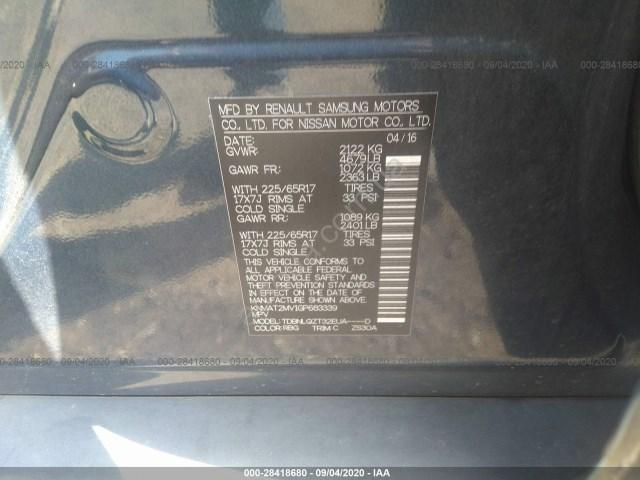 000-28418680 - 09/04/2020 - IAA
MFD BY RENAULT SAMSUNG MOTORS
CO., LTD. FOR NISSAN MOTOR CO., LTD.
DATE: 04/16
GVWR: 2122 KG
4679 LB
GAWR FR: 1072 KG
2363 LB
WITH 225/65R17 TIRES
17X7J RIMS AT 33 PSI
COLD SINGLE
GAWR RR: 1089 KG
2401 LB
WITH 225/65R17 TIRES
17X7J RIMS AT 33 PSI
COLD SINGLE
THIS VEHICLE CONFORMS TO
ALL APPLICABLE FEDERAL
MOTOR VEHICLE SAFETY AND
THEFT PREVENTION STANDARDS
IN EFFECT ON THE DATE OF
MANUFACTURE SHOWN ABOVE.
KNMAT2MV1GP683339
MPV
MODEL: TDBNLGZT32EUA-----D
COLOR: RBG TRIM: C ZS30A
000-28418680 - 09/04/2020 - IAA